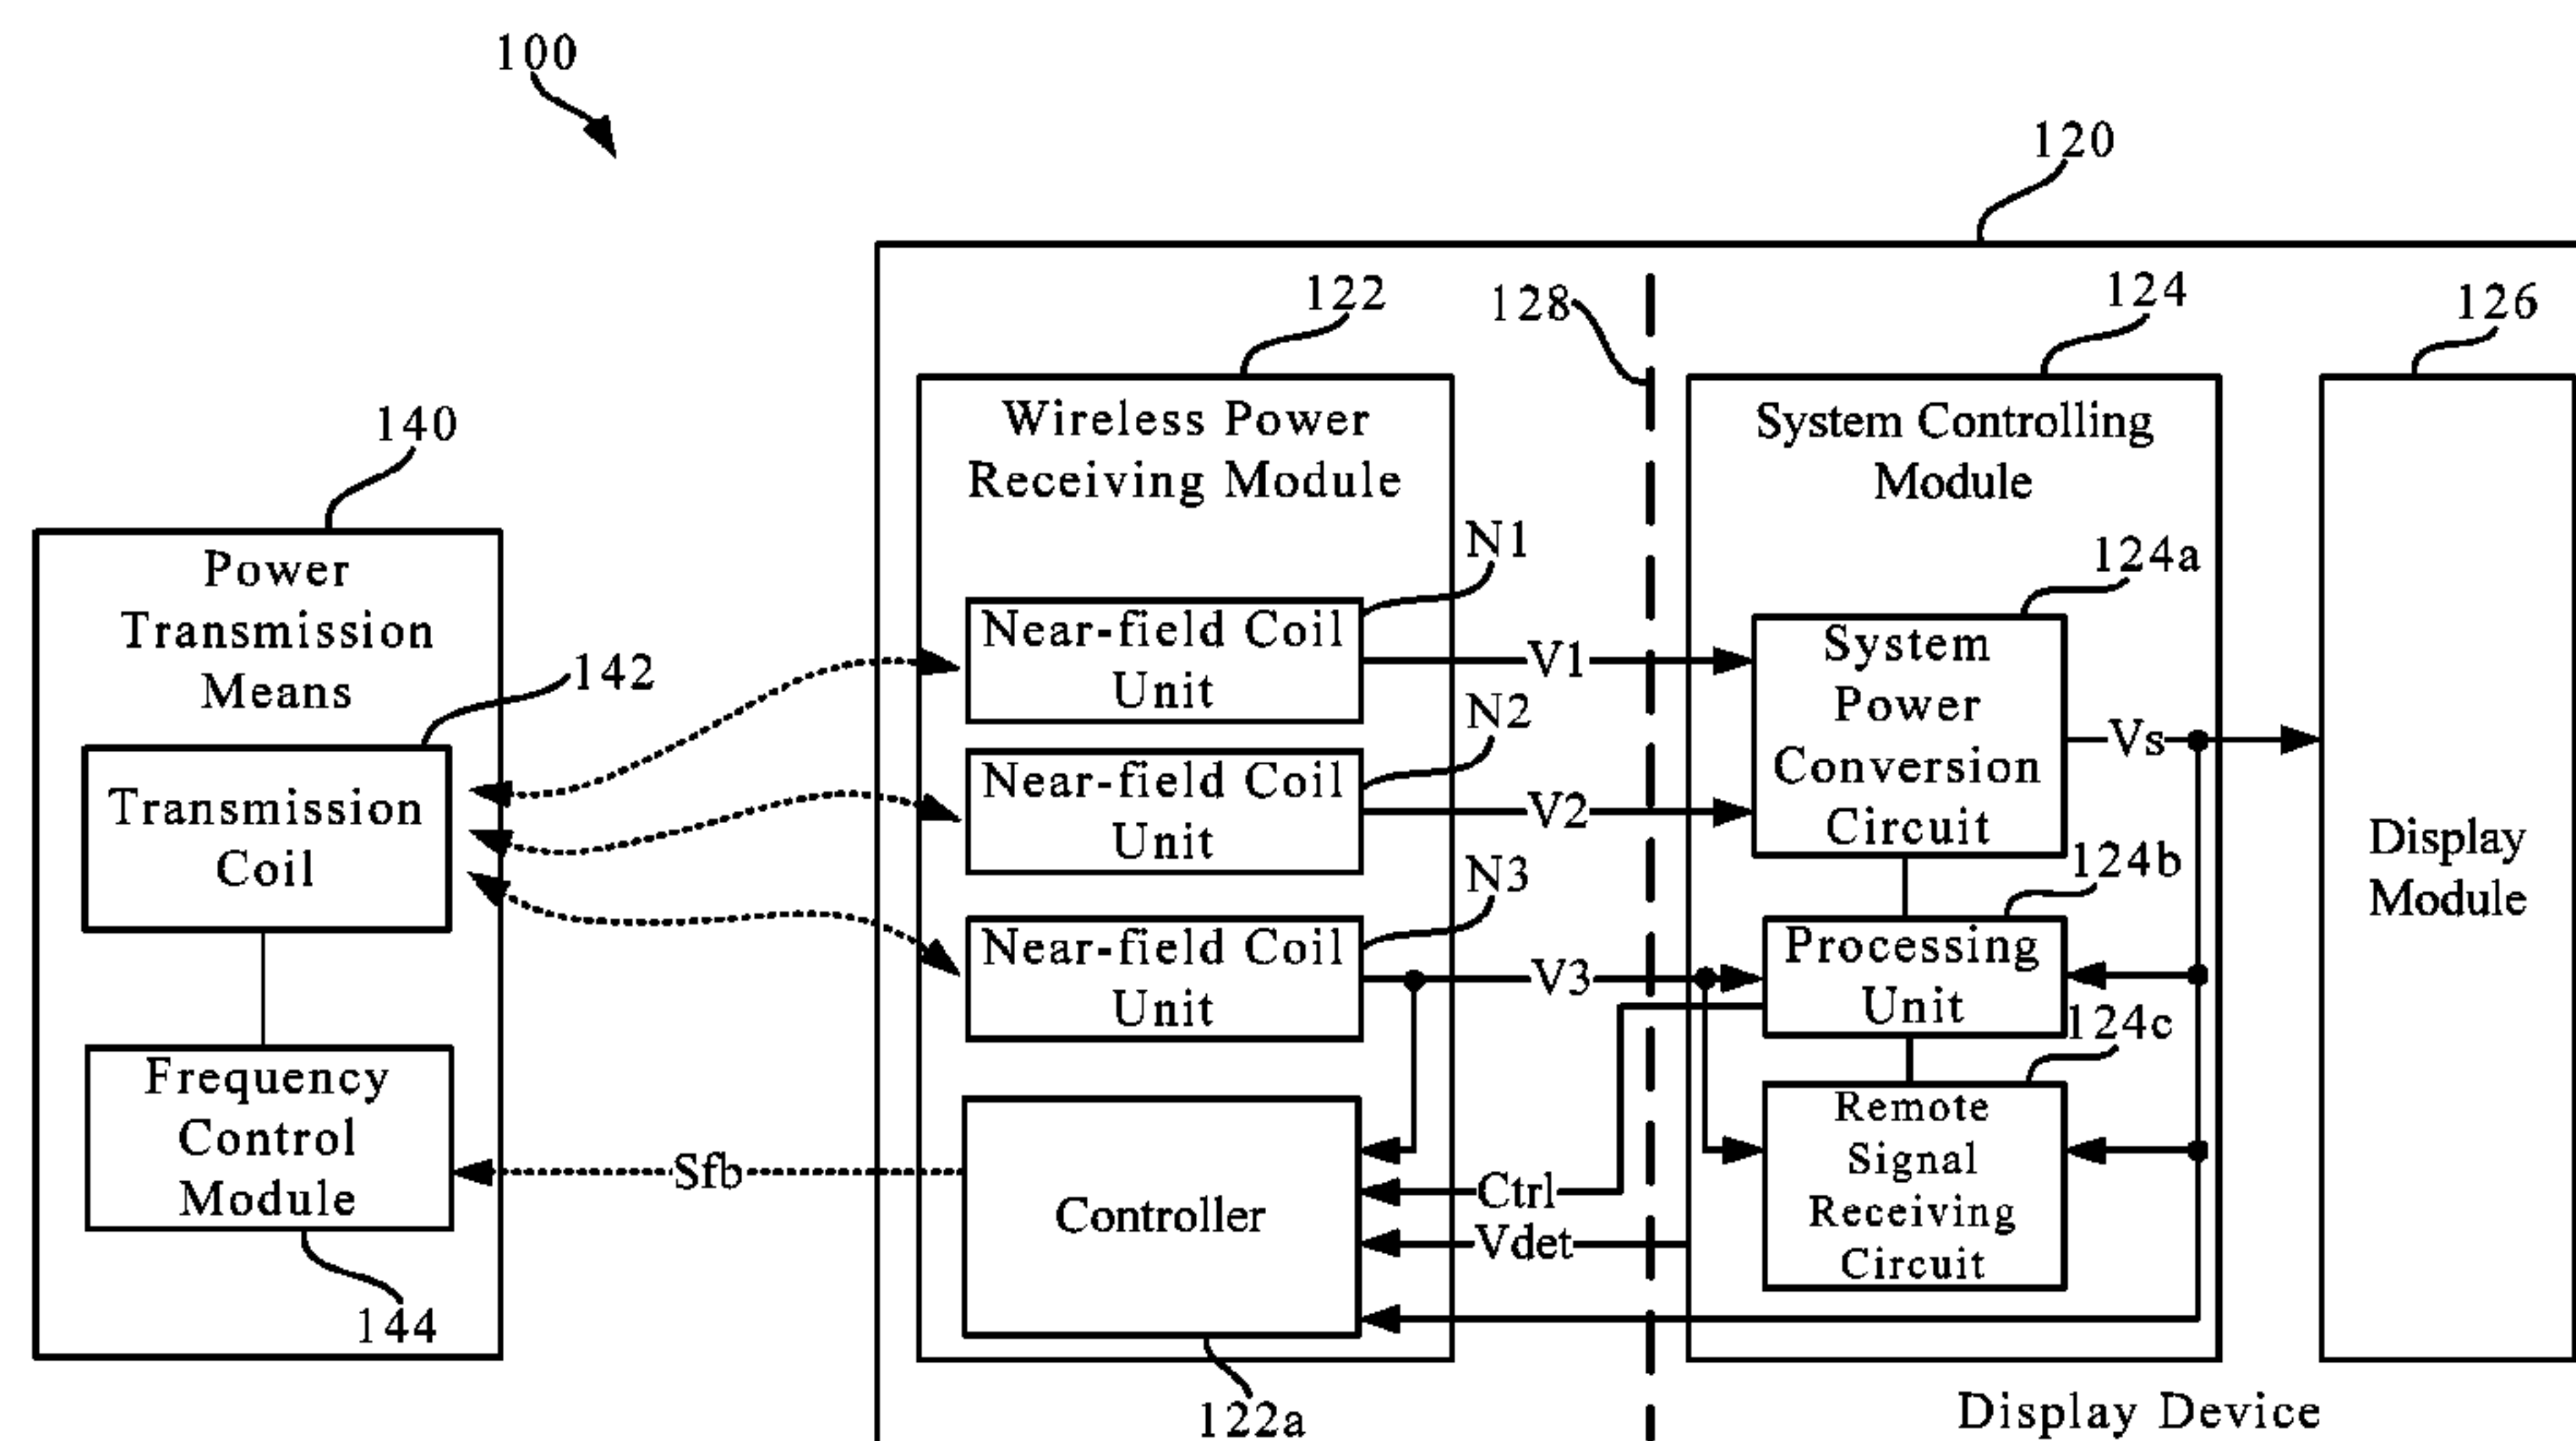 100
120
122
128
124
126
140
Wireless Power
Receiving Module
System Controlling
Module
Power
Transmission
Means
142
Transmission
Coil
Frequency
Control
Module
144
N1
Near-field Coil
Unit
V1
N2
Near-field Coil
Unit
V2
N3
Near-field Coil
Unit
V3
Sfb
Controller
122a
Ctrl
Vdet
124a
System
Power
Conversion
Circuit
Vs
124b
Processing
Unit
124c
Remote
Signal
Receiving
Circuit
Display
Module
Display Device